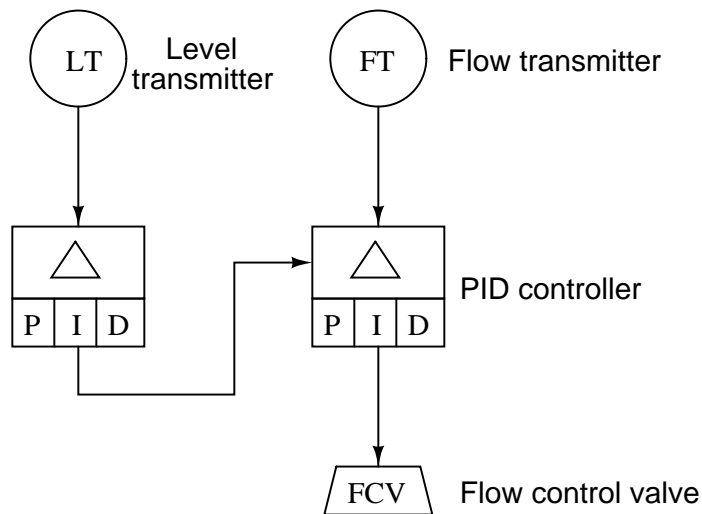 LT
Level
transmitter
FT
Flow transmitter
P I D
P I D
PID controller
FCV
Flow control valve